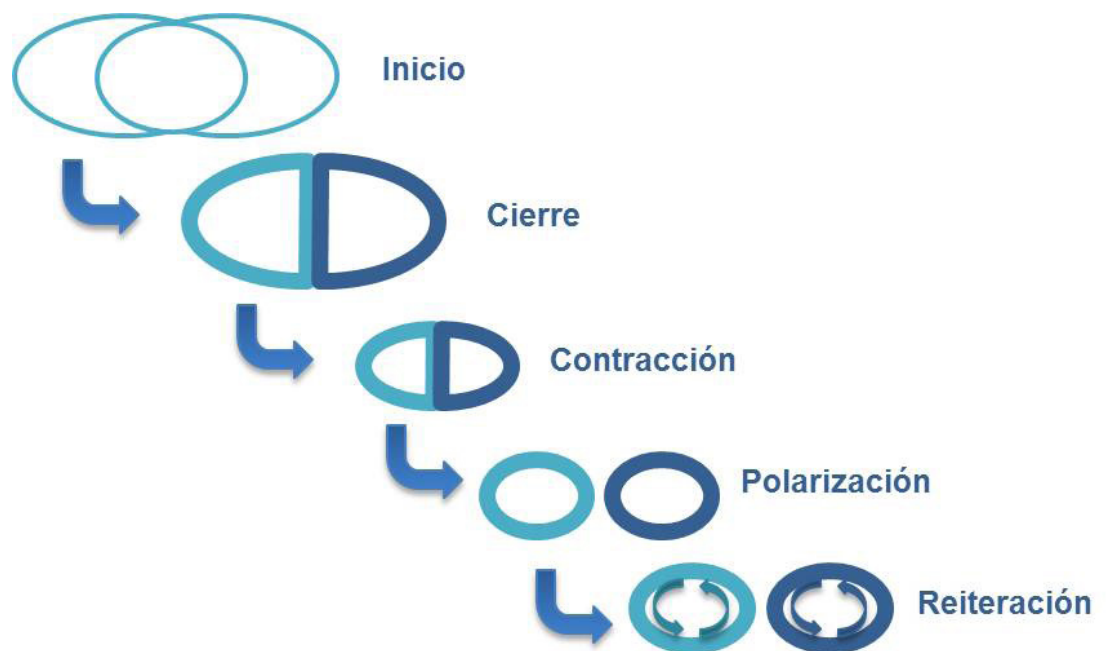 Inicio
Cierre
Contracción
Polarización
Reiteración